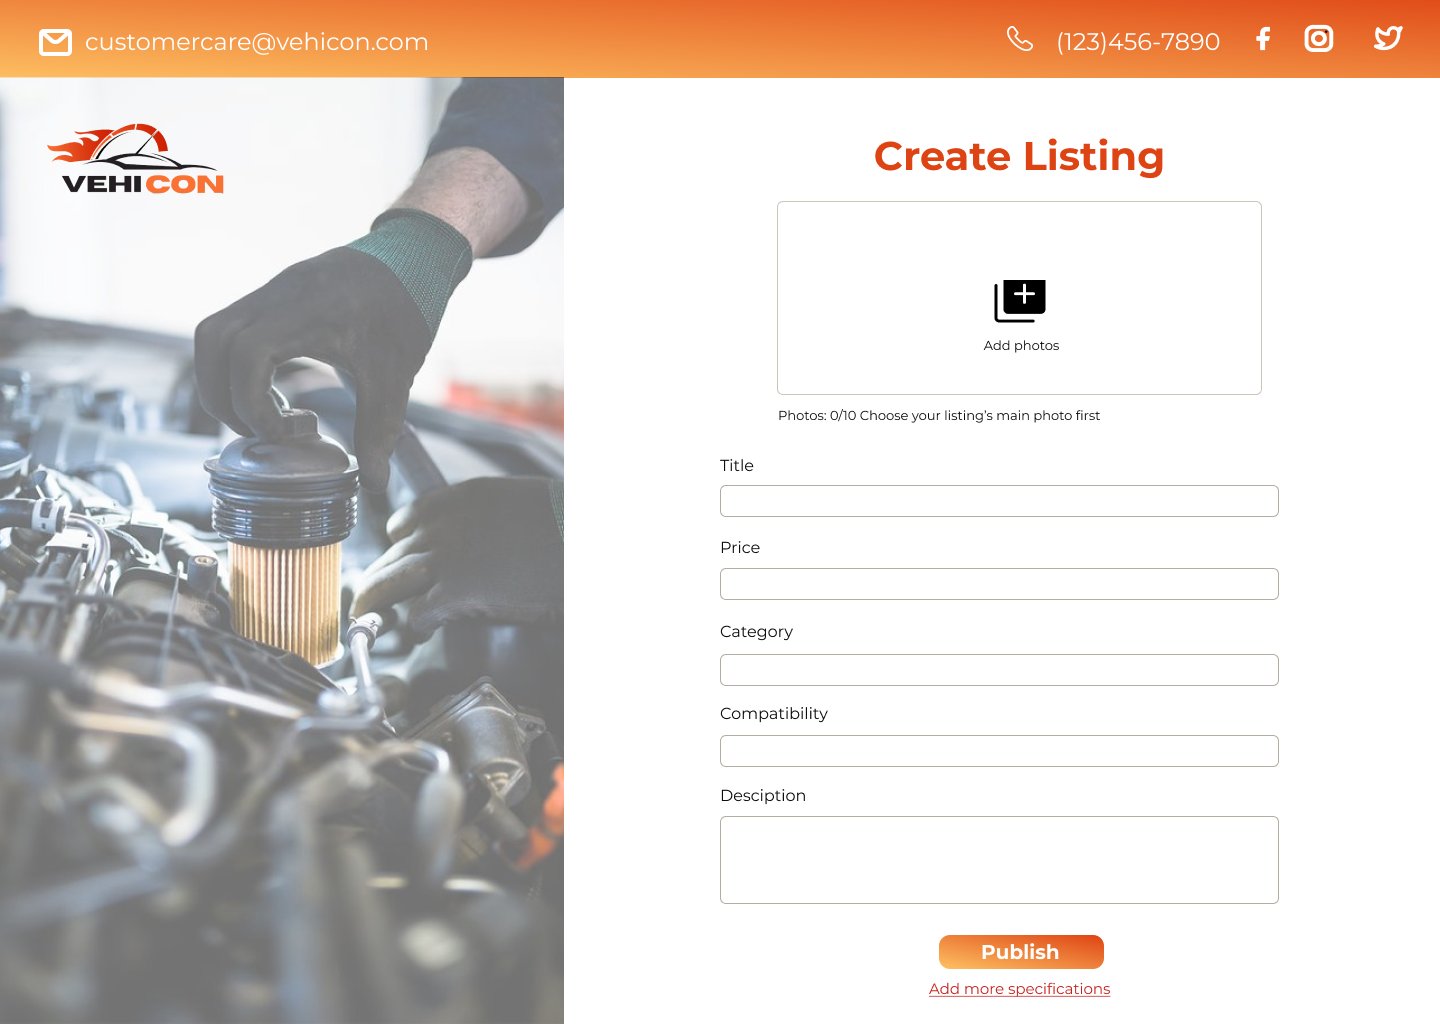 customercare@vehicon.com
(123)456-7890
VEHICON
Create Listing
Add photos
Photos: 0/10 Choose your listing's main photo first
Title
Price
Category
Compatibility
Desciption
Publish
Add more specifications